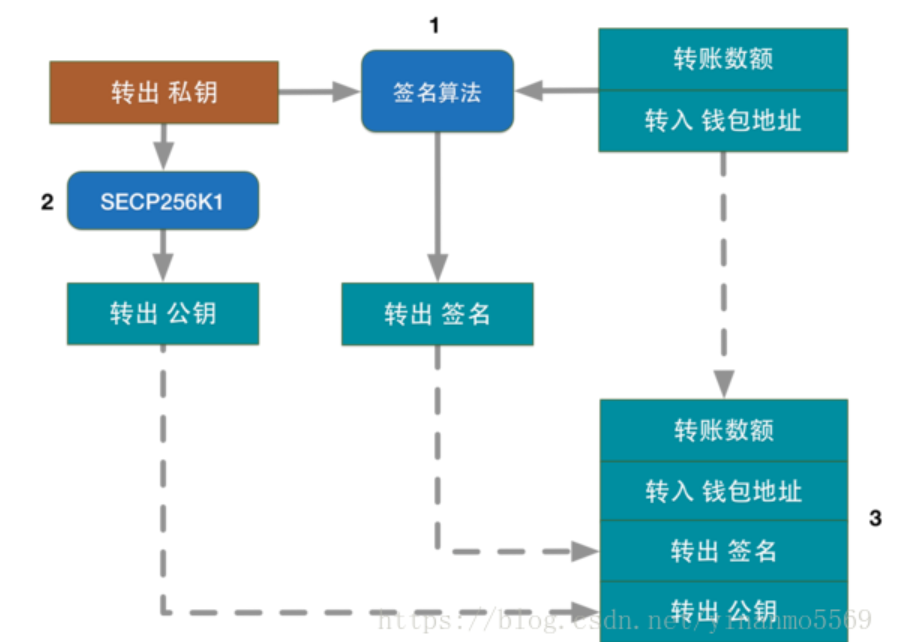 1
转账数额
转出 私钥
签名算法
转入 钱包地址
2
SECP256K1
转出 公钥
转出 签名
转账数额
转入 钱包地址
3
转出 签名
转出 公钥
https://blog.csdn.net/yinanmo5569